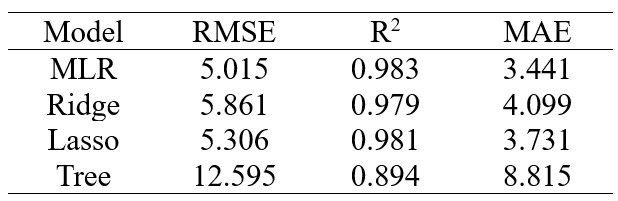 Model RMSE R² MAE
MLR 5.015 0.983 3.441
Ridge 5.861 0.979 4.099
Lasso 5.306 0.981 3.731
Tree 12.595 0.894 8.815